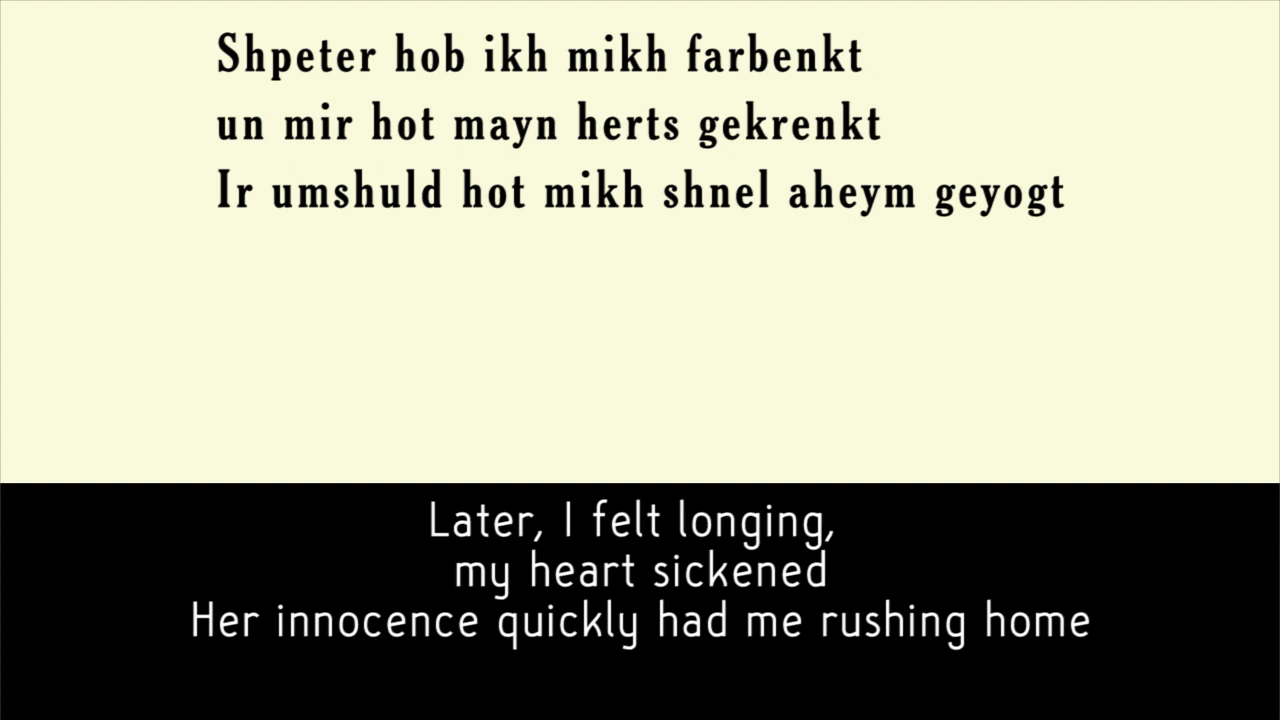 Shpeter hob ikh mikh farbenkt
un mir hot mayn herts gekrenkt
Ir umshuld hot mikh shnel aheym geyogt
Later, I felt longing,
my heart sickened
Her innocence quickly had me rushing home